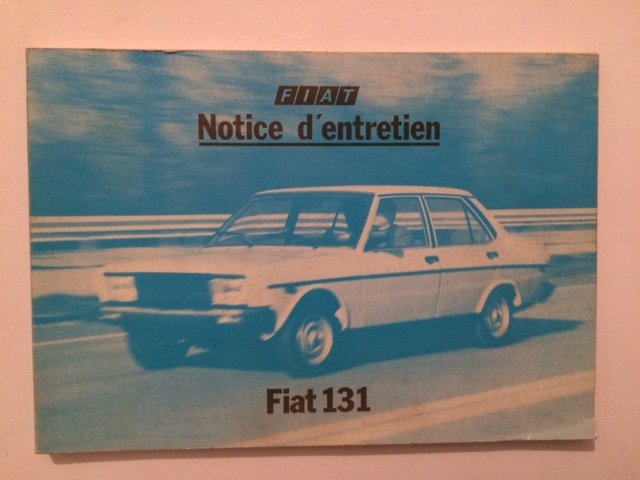 FIAT
Notice d'entretien
Fiat 131